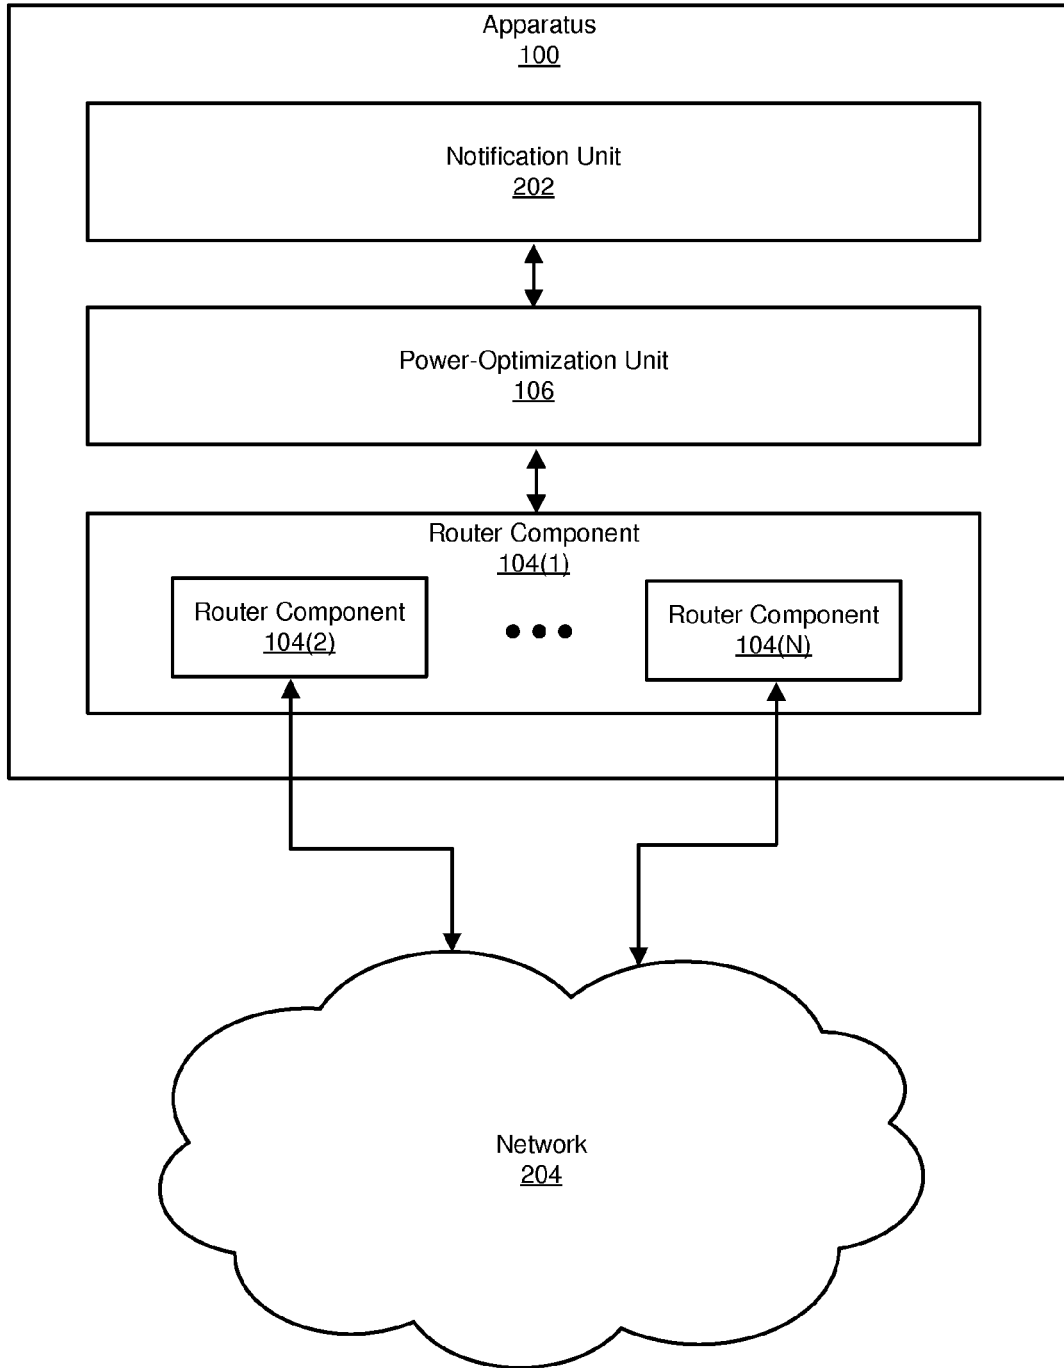 Apparatus
100
Notification Unit
202
Power-Optimization Unit
106
Router Component
104(1)
Router Component
104(2)
Router Component
104(N)
Network
204